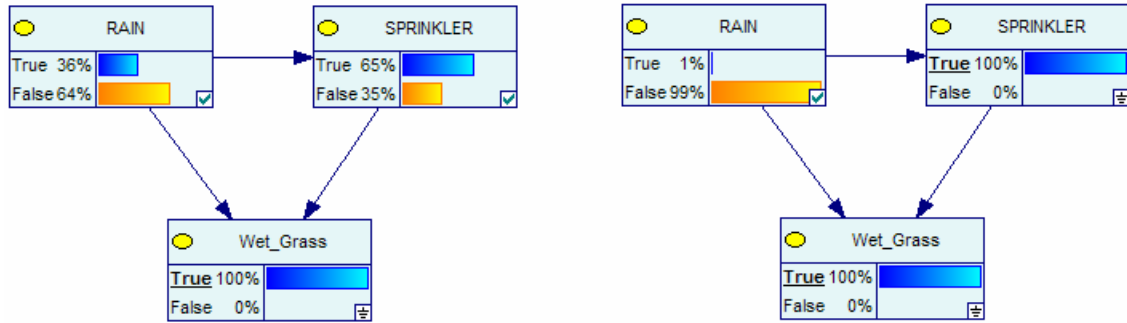 RAIN
True 36%
False 64%
SPRINKLER
True 65%
False 35%
Wet_Grass
True 100%
False 0%
RAIN
True 1%
False 99%
SPRINKLER
True 100%
False 0%
Wet_Grass
True 100%
False 0%